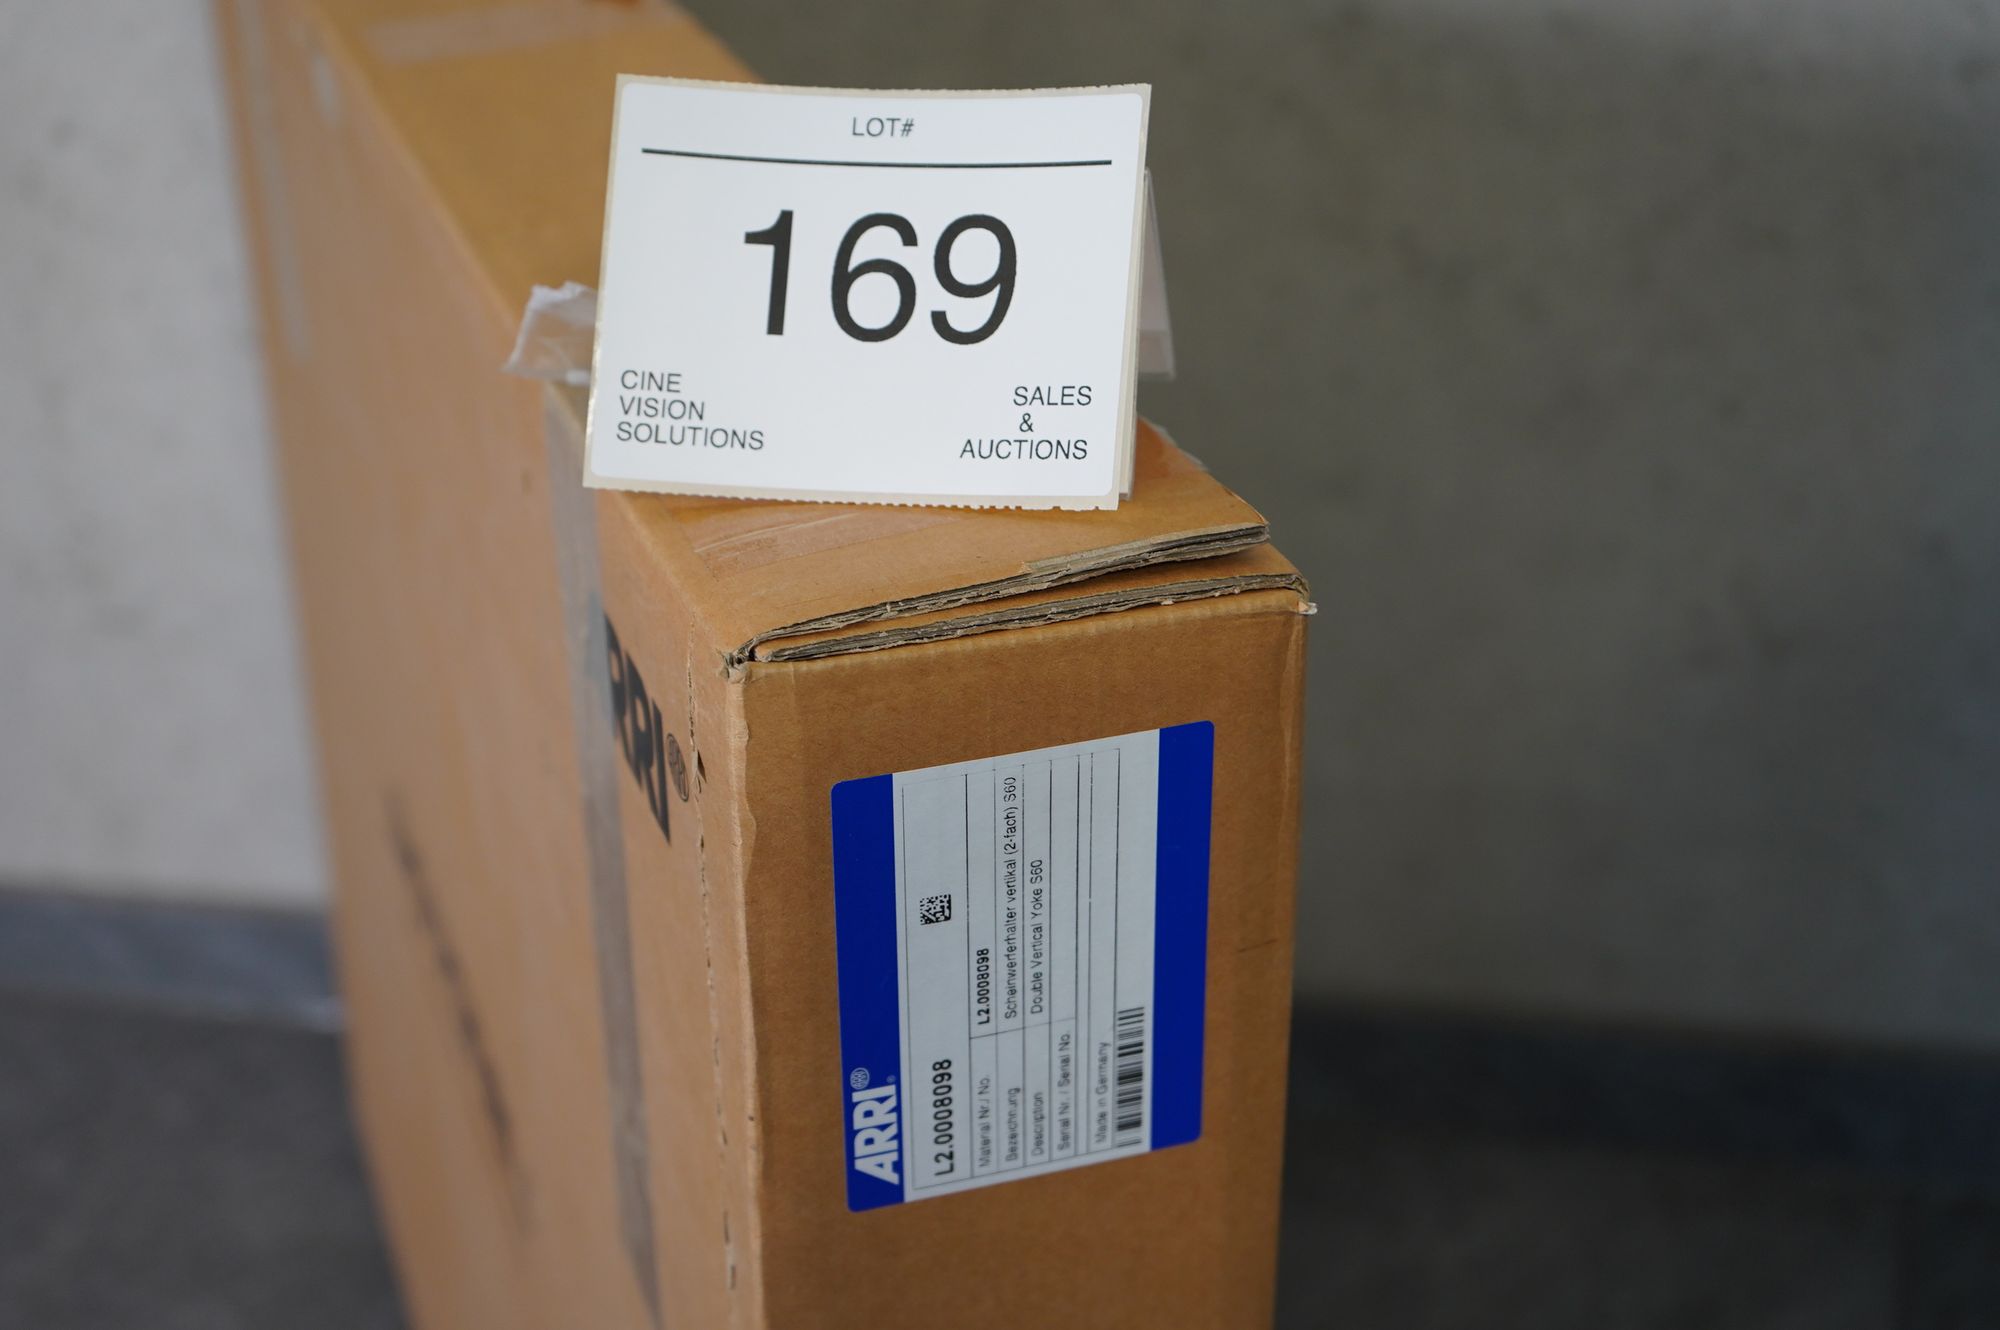 LOT#
169
CINE
VISION
SOLUTIONS
SALES
&
AUCTIONS
RRI
ARRI
L2.0008098
Material Nr./ No. L2.0008098
Bezeichnung Scheinwerferhalter vertikal (2-fach) S60
Description Double Vertical Yoke S60
Serial Nr. / Serial No.
Made in Germany